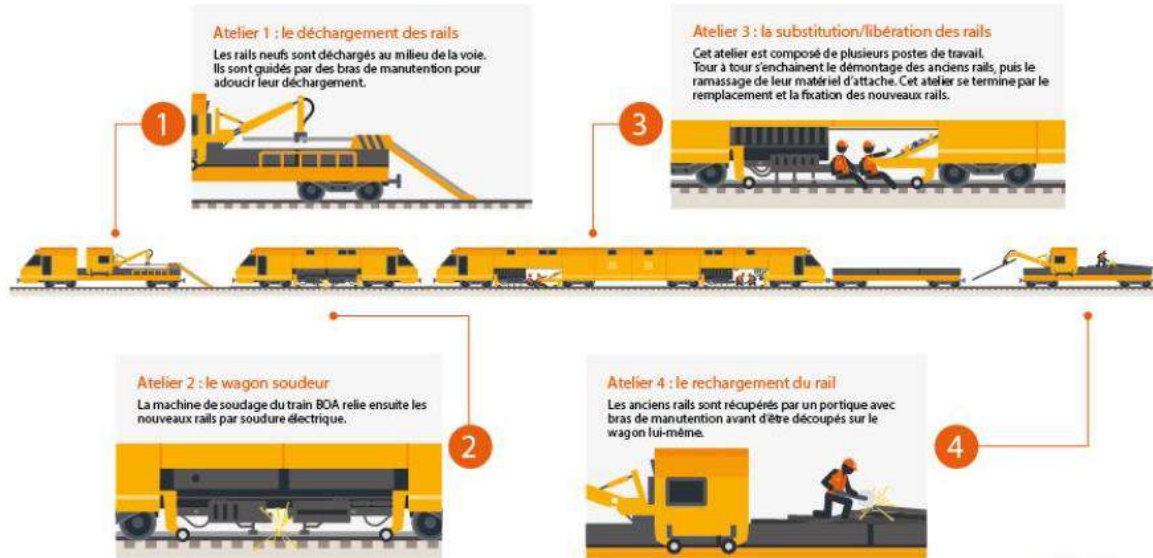 Atelier 1 : le déchargement des rails
Les rails neufs sont déchargés au milieu de la voie.
Ils sont guidés par des bras de manutention pour
adoucir leur déchargement.
1
Atelier 3 : la substitution/libération des rails
Cet atelier est composé de plusieurs postes de travail.
Tour à tour s'enchainent le démontage des anciens rails, puis le
ramassage de leur matériel d'attache. Cet atelier se termine par le
remplacement et la fixation des nouveaux rails.
3
Atelier 2 : le wagon soudeur
La machine de soudage du train BOA relie ensuite les
nouveaux rails par soudure électrique.
2
Atelier 4 : le rechargement du rail
Les anciens rails sont récupérés par un portique avec
bras de manutention avant d'être découpés sur le
wagon lui-même.
4